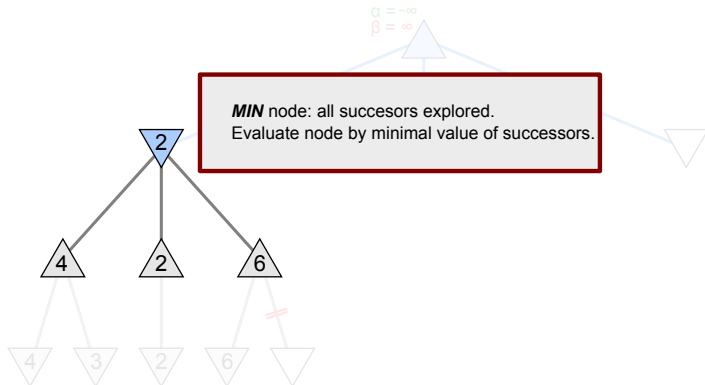 α = -∞
β = ∞
MIN node: all succesors explored.
Evaluate node by minimal value of successors.
2
4 2 6
4 3 2 6